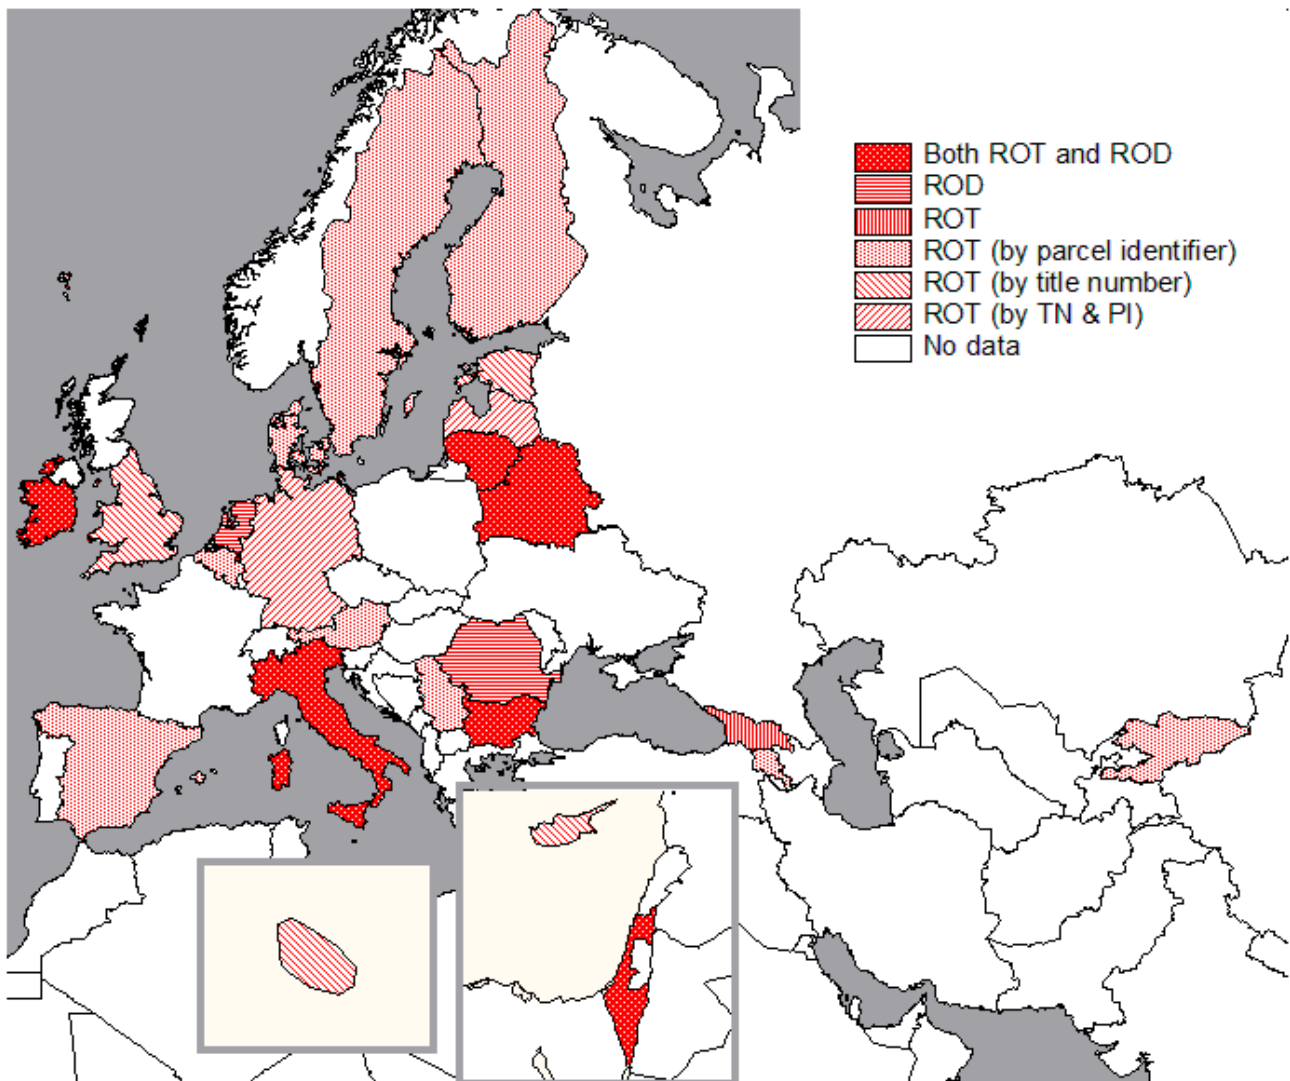 Both ROT and ROD
ROD
ROT
ROT (by parcel identifier)
ROT (by title number)
ROT (by TN & PI)
No data